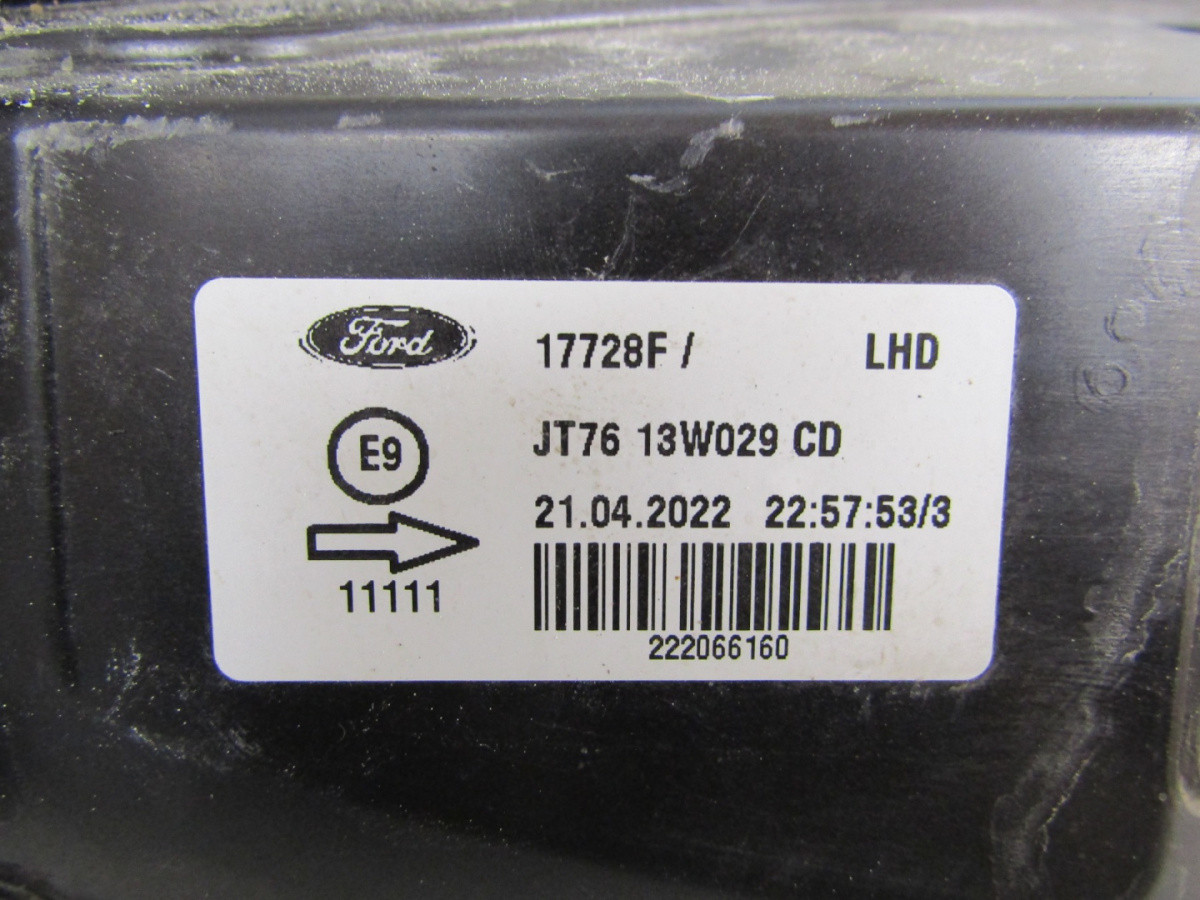 Ford
17728F / LHD
JT76 13W029 CD
E9
21.04.2022 22:57:53/3
11111
222066160